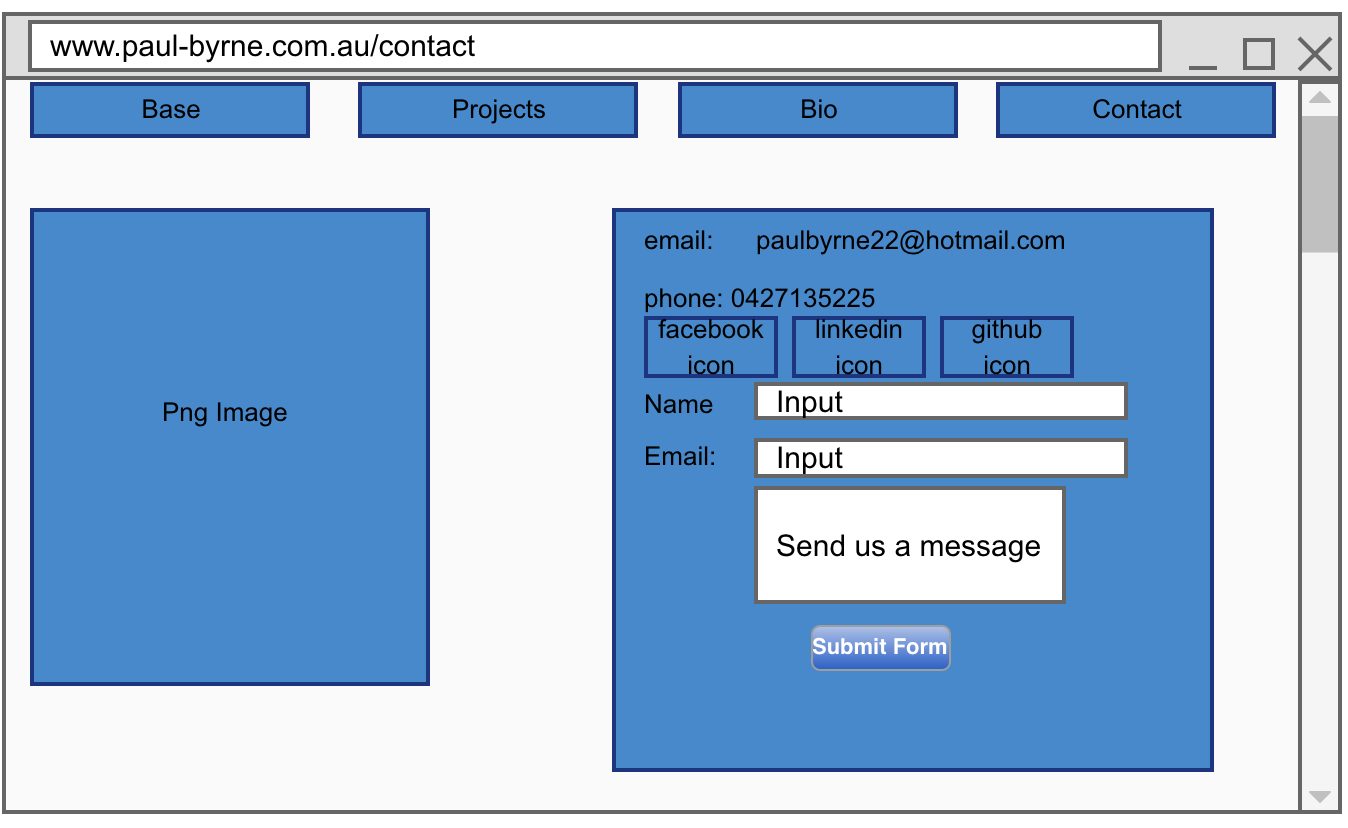 www.paul-byrne.com.au/contact
Base
Projects
Bio
Contact
Png Image
email: paulbyrne22@hotmail.com
phone: 0427135225
facebook
icon
linkedin
icon
github
icon
Name
Input
Email:
Input
Send us a message
Submit Form